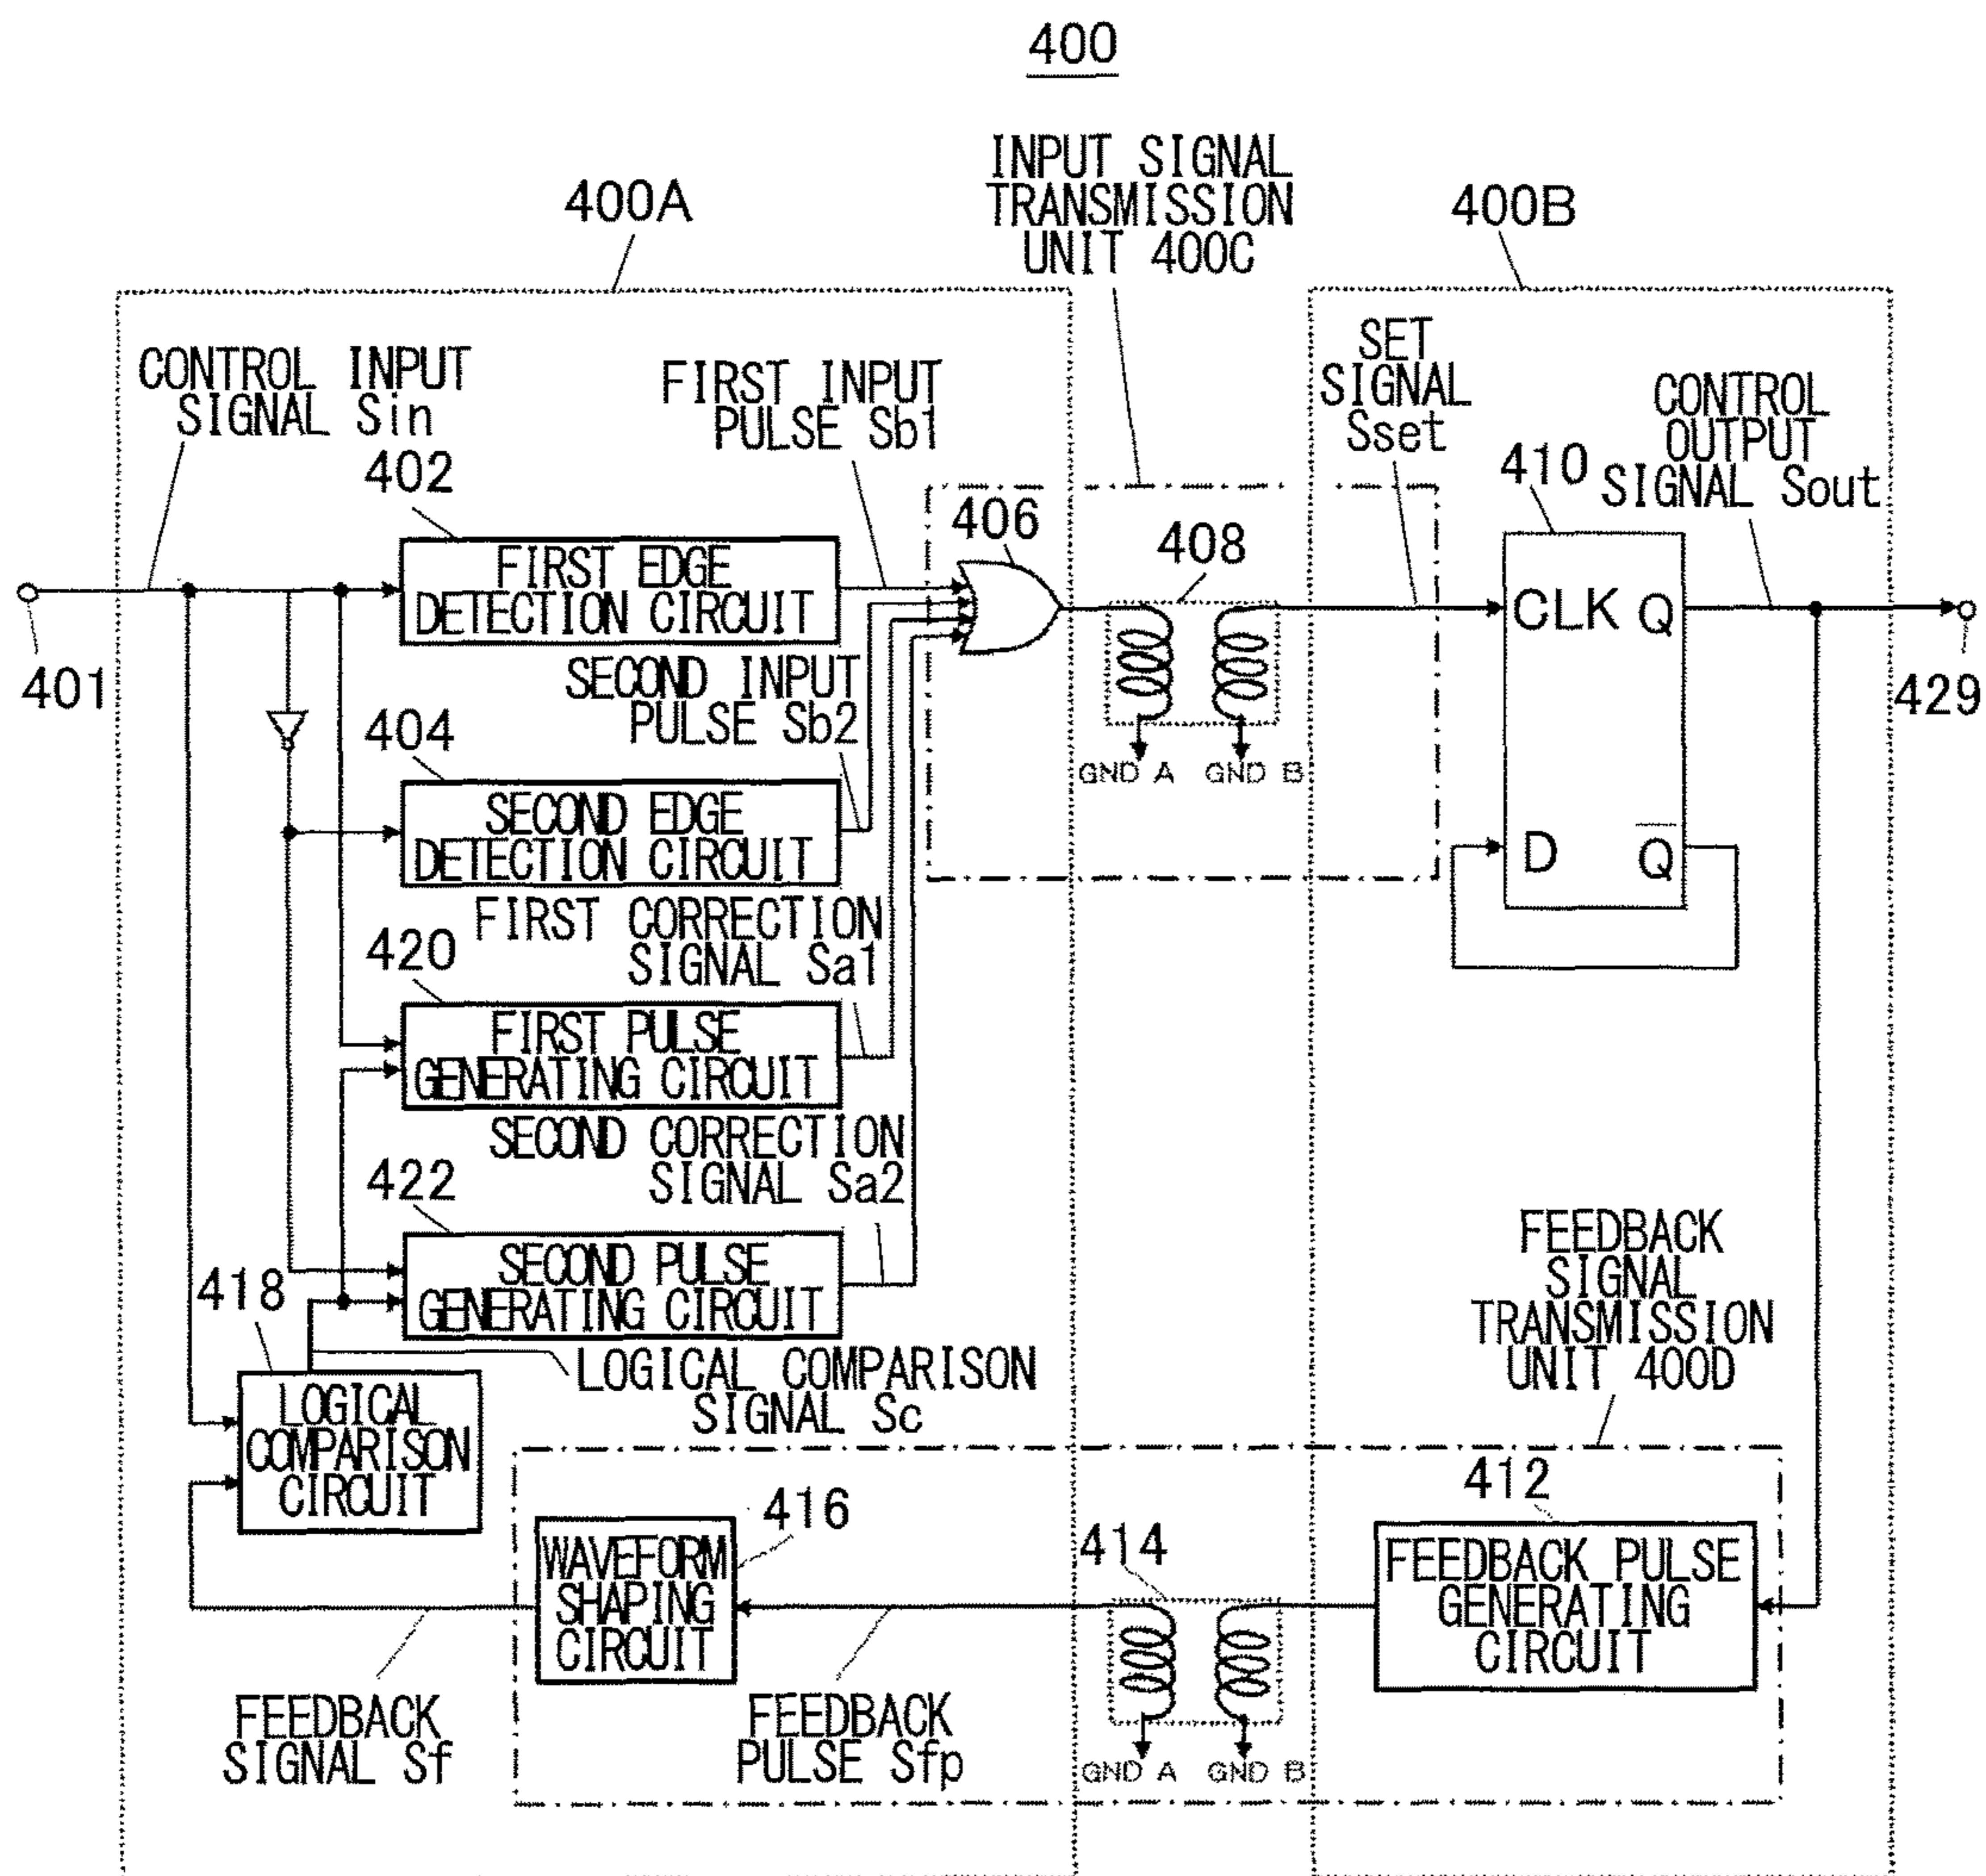 400
INPUT SIGNAL
TRANSMISSION
UNIT 400C
400A
400B
CONTROL INPUT
SIGNAL Sin
FIRST INPUT
PULSE Sb1
SET
SIGNAL
Sset
CONTROL
OUTPUT
SIGNAL Sout
402
406
408
410
FIRST EDGE
DETECTION CIRCUIT
CLK Q
401
429
SECOND INPUT
PULSE Sb2
GND A GND B
404
SECOND EDGE
DETECTION CIRCUIT
D Q
FIRST CORRECTION
SIGNAL Sa1
420
FIRST PULSE
GENERATING CIRCUIT
SECOND CORRECTION
SIGNAL Sa2
422
SECOND PULSE
GENERATING CIRCUIT
FEEDBACK
SIGNAL
TRANSMISSION
UNIT 400D
418
LOGICAL COMPARISON
SIGNAL Sc
LOGICAL
COMPARISON
CIRCUIT
416
WAVEFORM
SHAPING
CIRCUIT
414
412
FEEDBACK PULSE
GENERATING
CIRCUIT
FEEDBACK
SIGNAL Sf
FEEDBACK
PULSE Sfp
GND A GND B